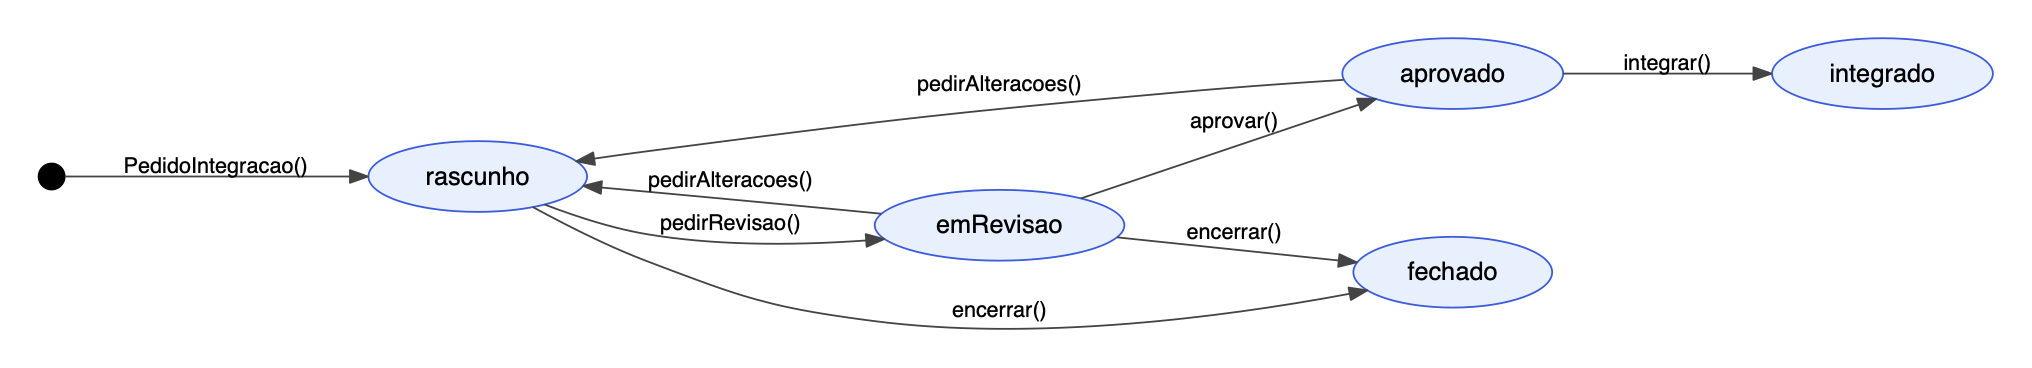 aprovado
integrar()
integrado
pedirAlteracoes()
aprovar()
PedidoIntegracao()
rascunho
pedirAlteracoes()
pedirRevisao()
emRevisao
encerrar()
fechado
encerrar()